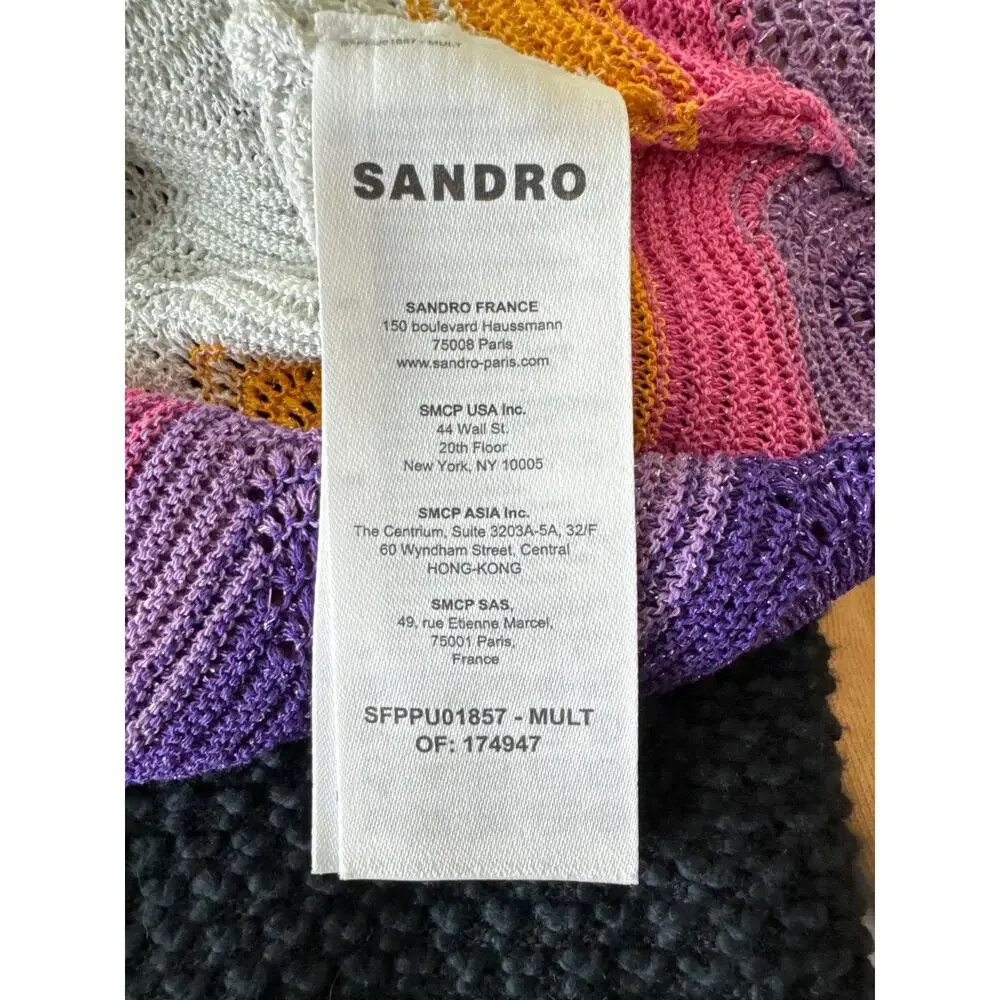 SFPPU01857 - MULT
SANDRO
SANDRO FRANCE
150 boulevard Haussmann
75008 Paris
www.sandro-paris.com
SMCP USA Inc.
44 Wall St.
20th Floor
New York, NY 10005
SMCP ASIA Inc.
The Centrium, Suite 3203A-5A, 32/F
60 Wyndham Street, Central
HONG-KONG
SMCP SAS,
49, rue Etienne Marcel,
75001 Paris,
France
SFPPU01857 - MULT
OF: 174947